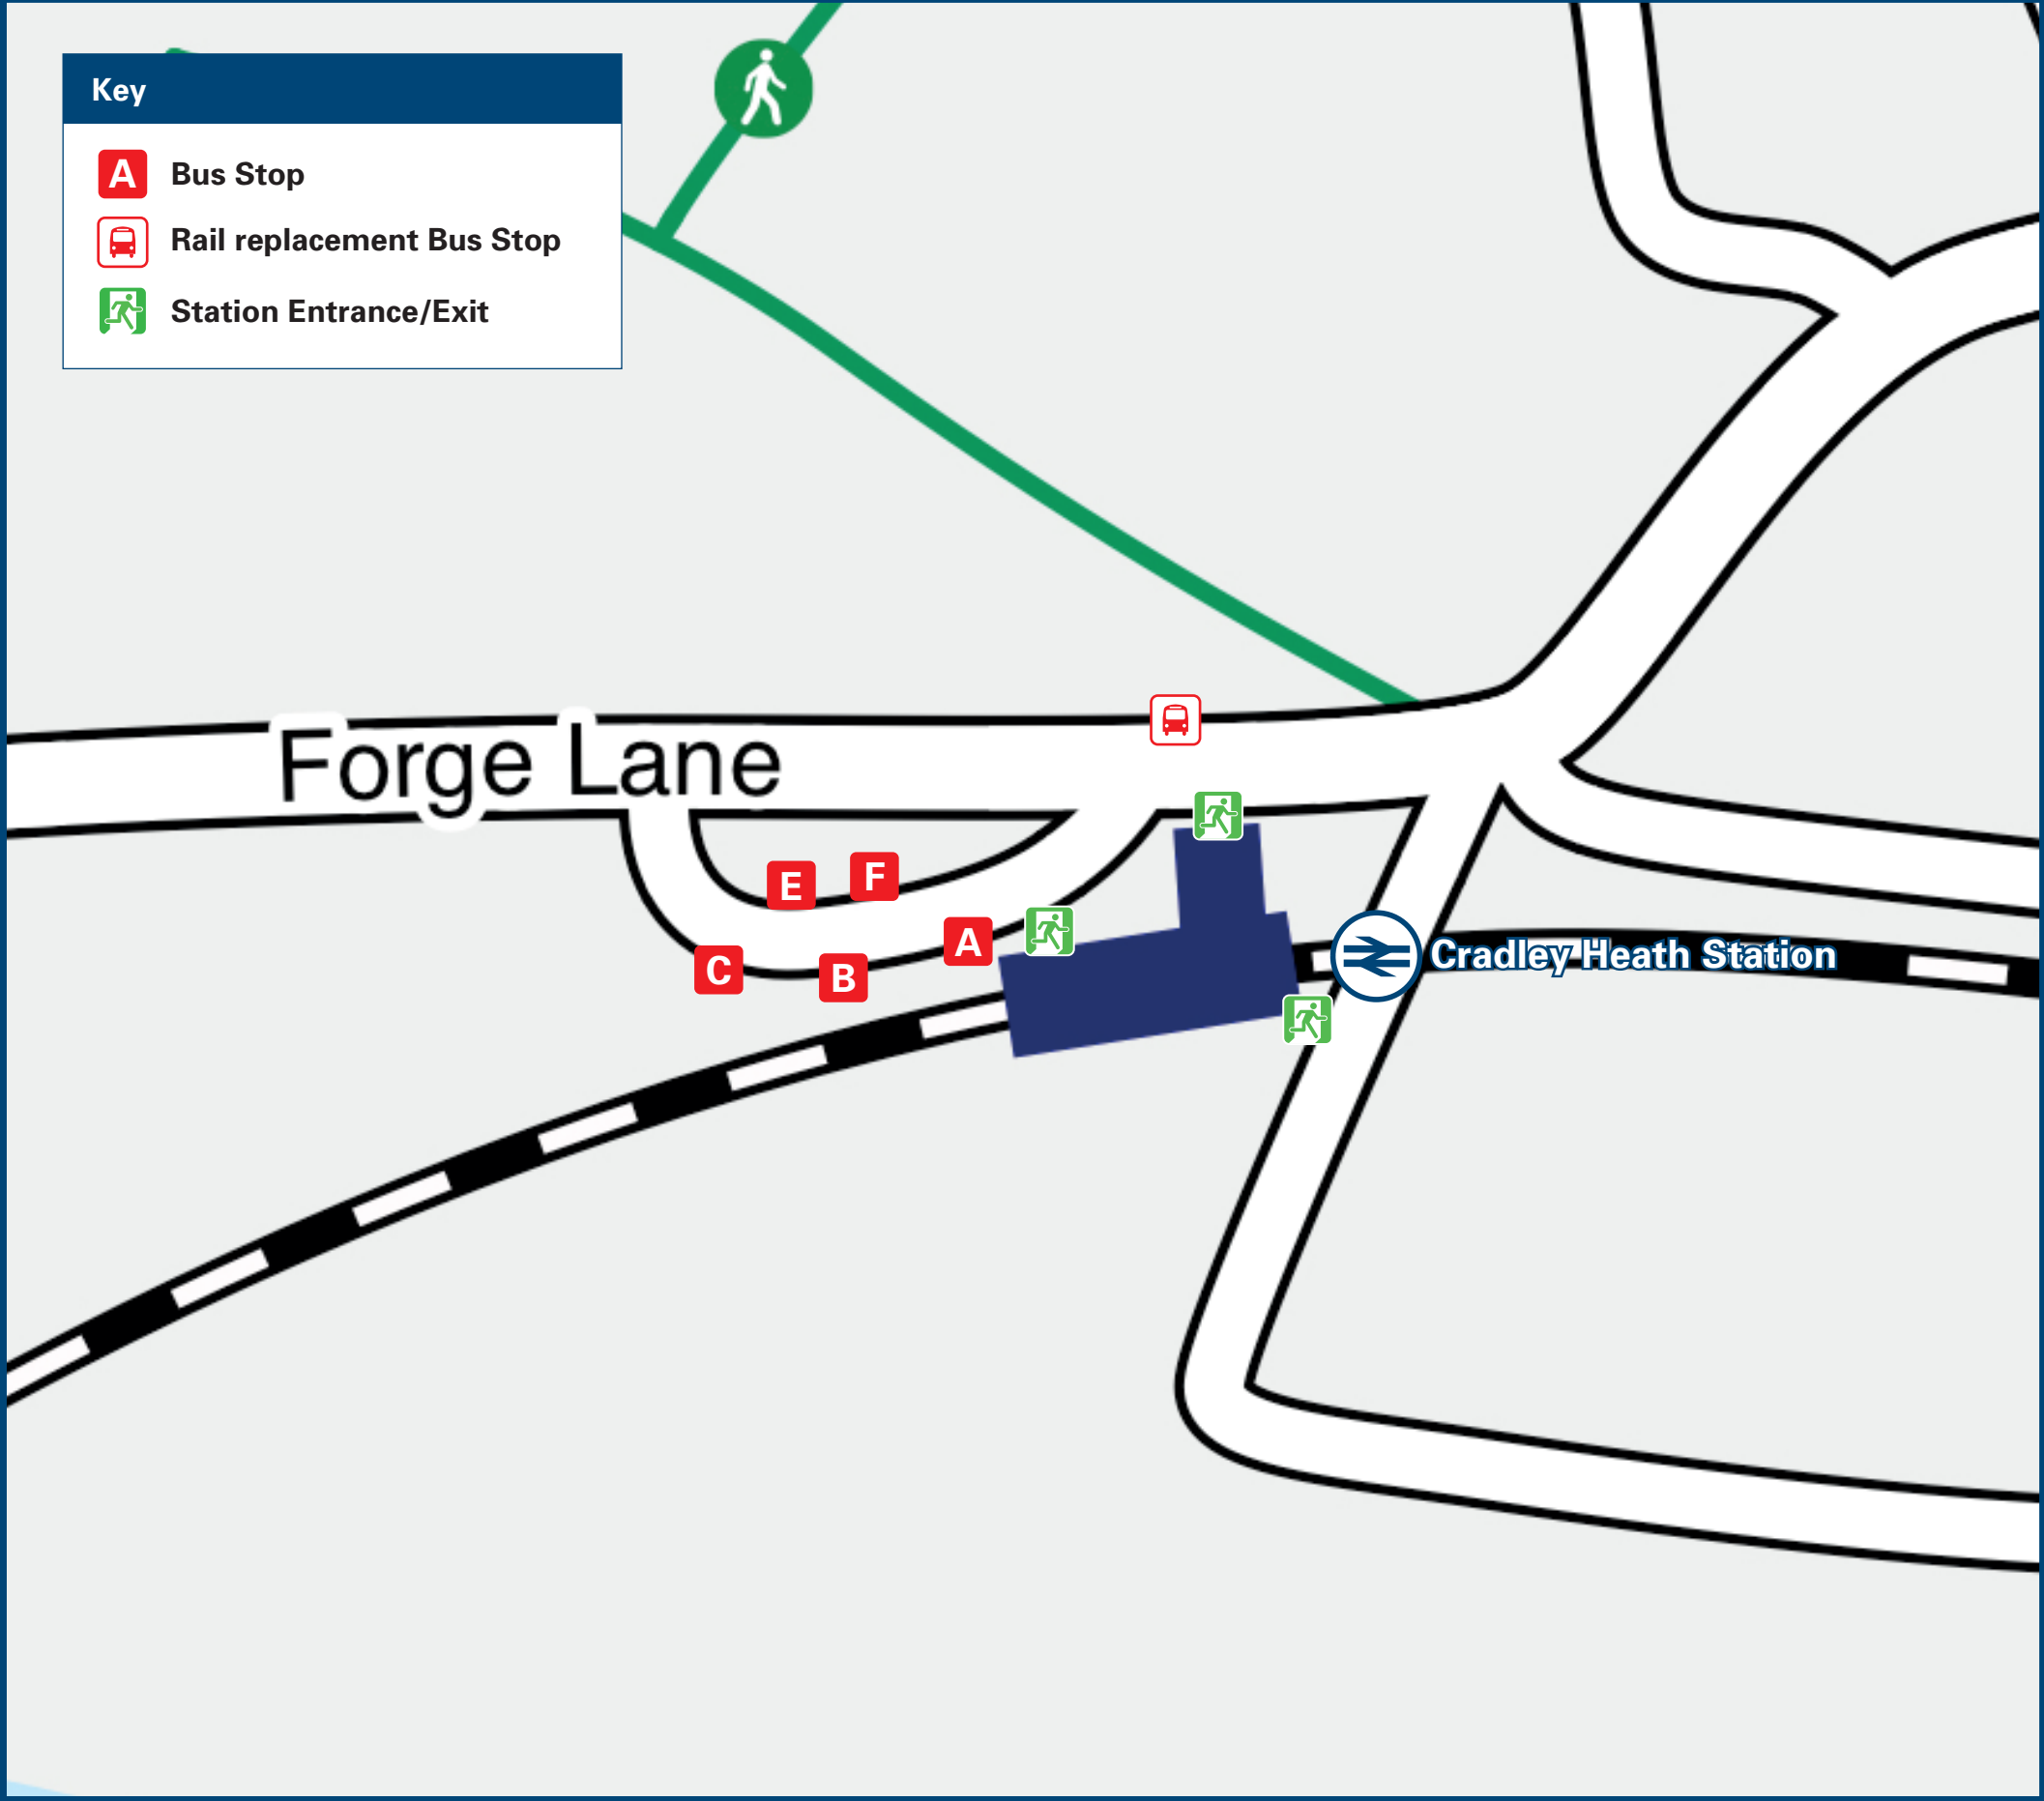 Key
A Bus Stop
Rail replacement Bus Stop
Station Entrance/Exit
Forge Lane
E
F
A
C
B
Cradley Heath Station